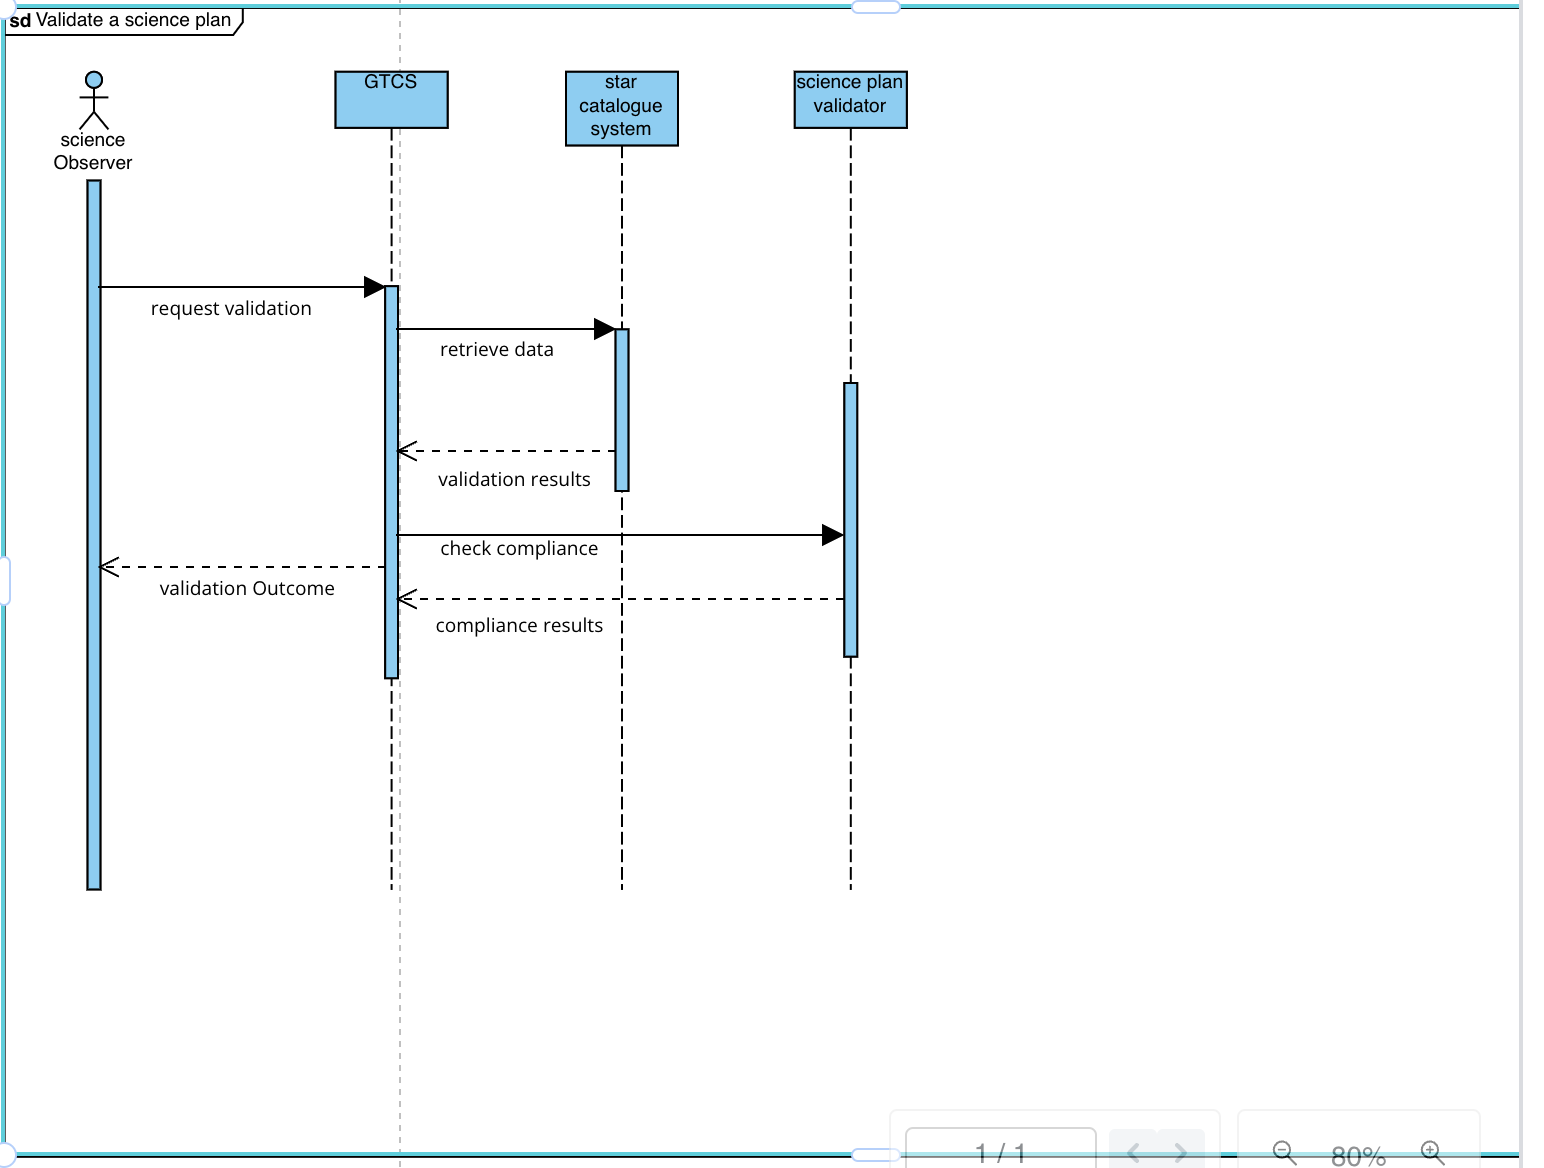 sd Validate a science plan
science
Observer
GTCS
star
catalogue
system
science plan
validator
request validation
retrieve data
validation results
check compliance
validation Outcome
compliance results
1 / 1
80%